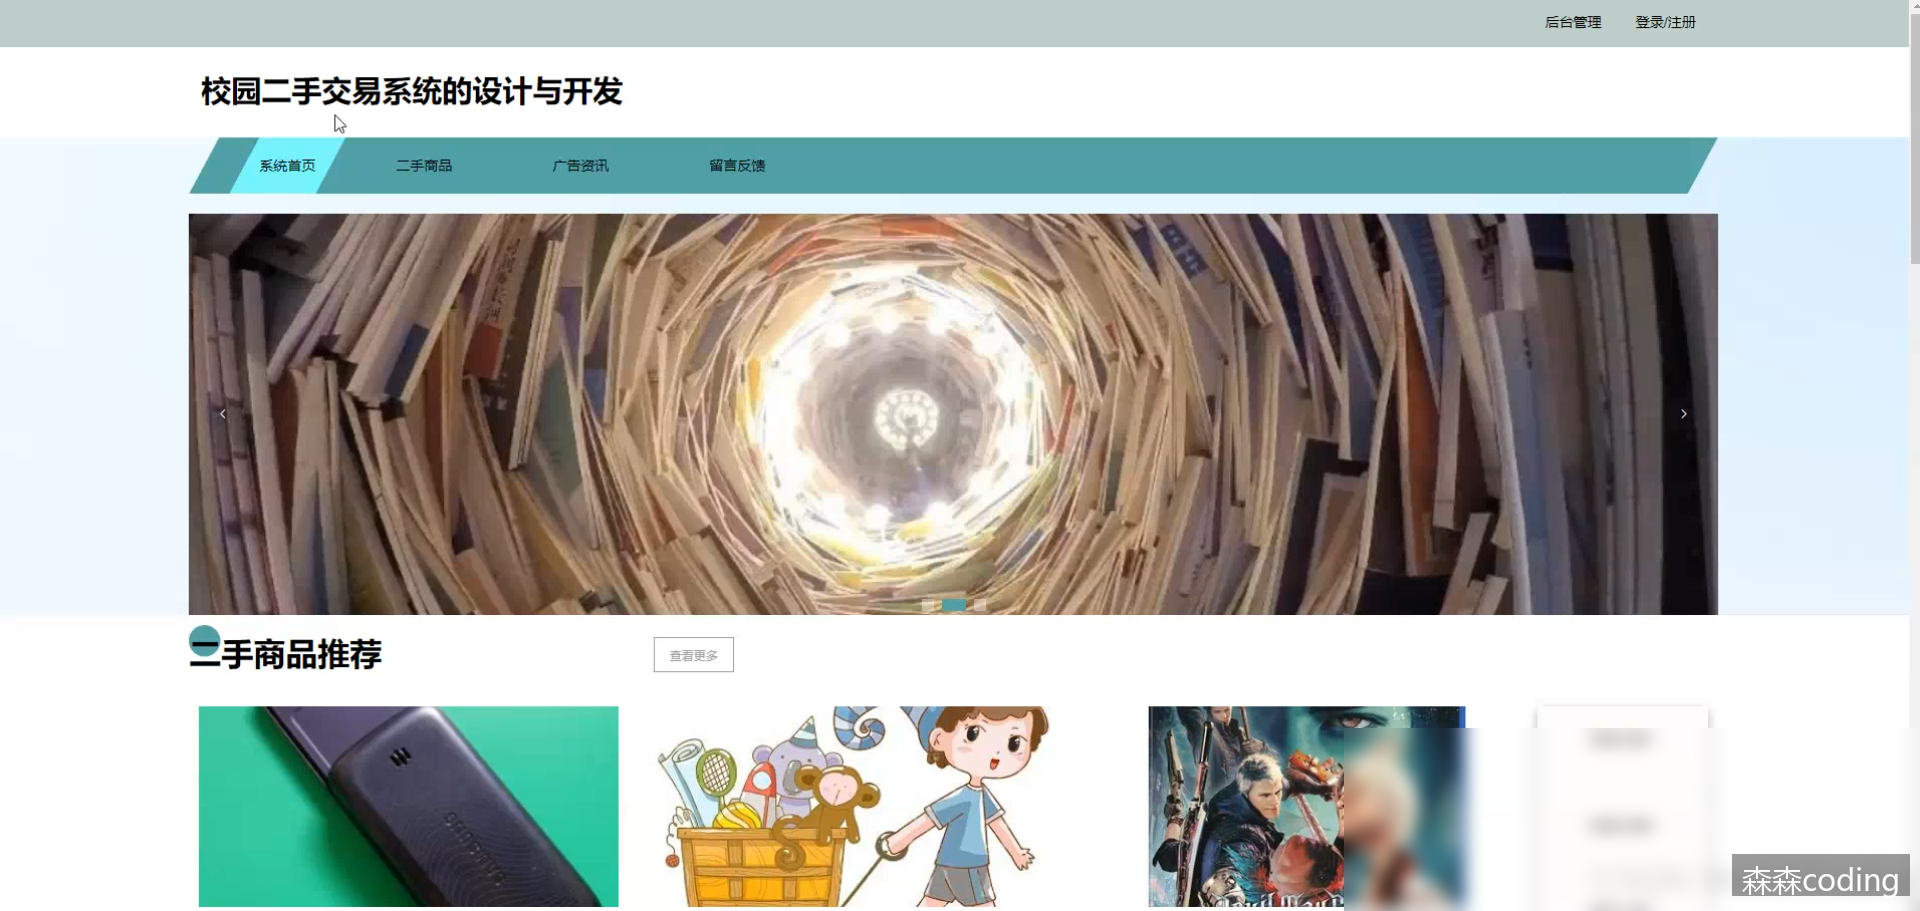 后台管理
登录/注册
校园二手交易系统的设计与开发
系统首页
二手商品
广告资讯
留言反馈
二手商品推荐
查看更多
SAMSUNG
森森coding